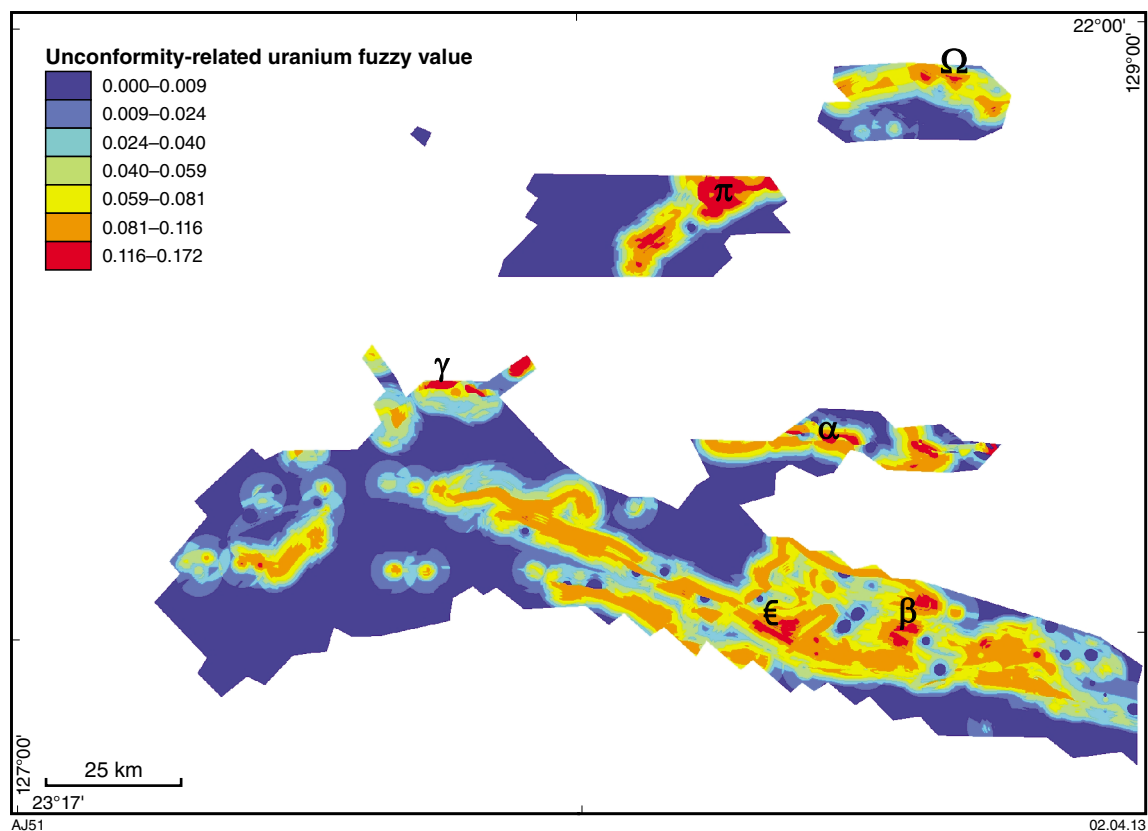 22°00'
129°00'
Unconformity-related uranium fuzzy value
0.000–0.009
0.009–0.024
0.024–0.040
0.040–0.059
0.059–0.081
0.081–0.116
0.116–0.172
Ω
π
γ
α
€
β
25 km
127°00'
23°17'
AJ51
02.04.13